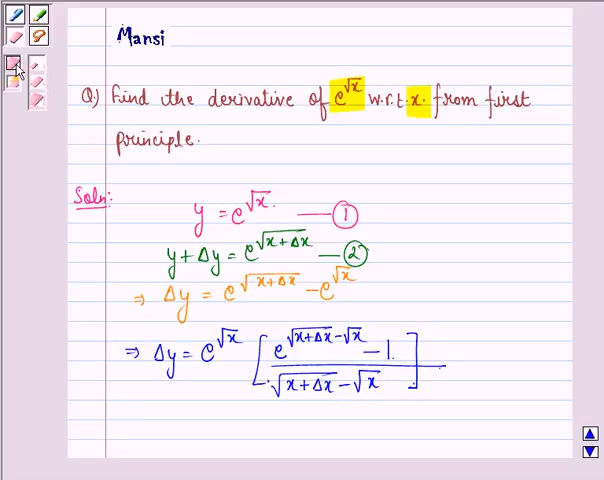 Mansi
Q.) Find the derivative of e^√x w.r.t. x. from first
principle.
Soln:
y = e^√x. —— ①
y + Δy = e^√(x+Δx) — ②
⇒ Δy = e^√(x+Δx) – e^√x
⇒ Δy = e^√x [ (e^(√(x+Δx) – √x) – 1) / (√(x+Δx) – √x) ]